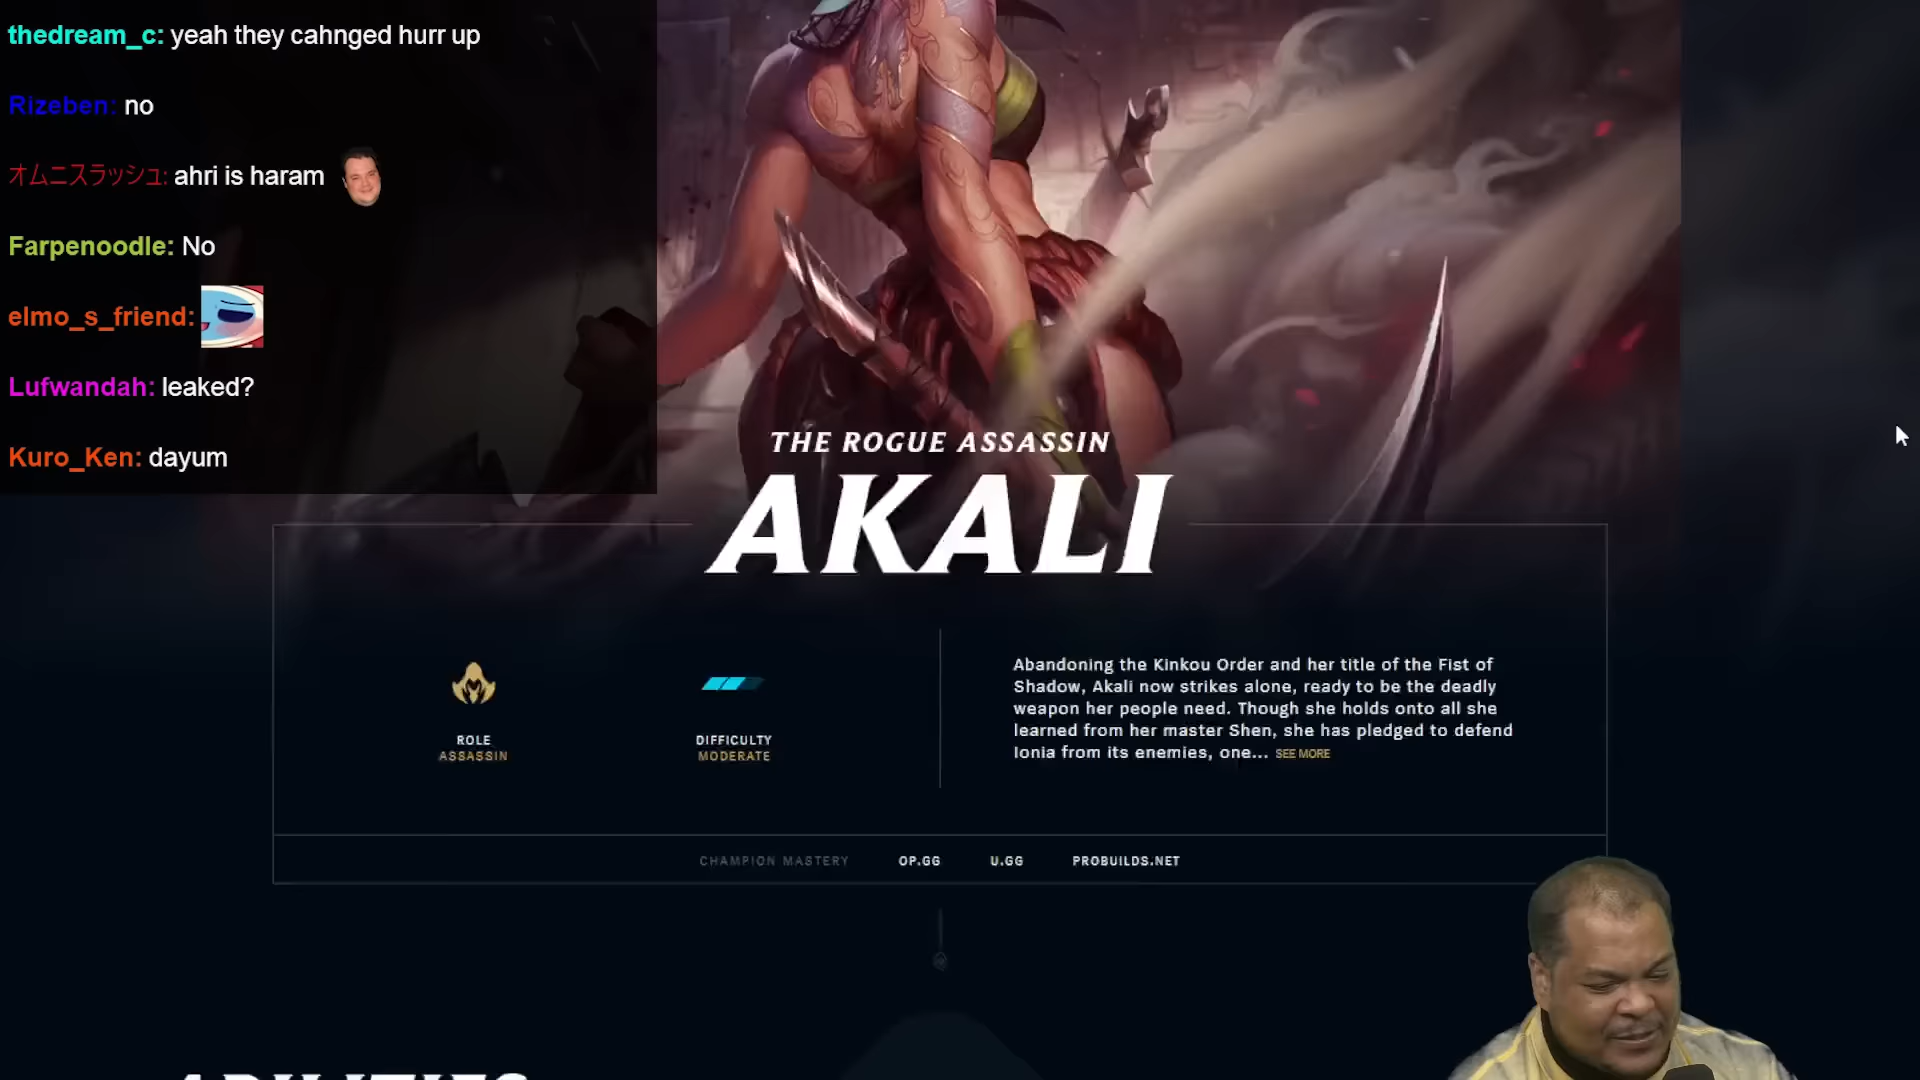 thedream_c: yeah they cahnged hurr up
Rizeben: no
オムニスラッシュ: ahri is haram
Farpenoodle: No
elmo_s_friend:
Lufwandah: leaked?
Kuro_Ken: dayum
THE ROGUE ASSASSIN
AKALI
ROLE
ASSASSIN
DIFFICULTY
MODERATE
Abandoning the Kinkou Order and her title of the Fist of
Shadow, Akali now strikes alone, ready to be the deadly
weapon her people need. Though she holds onto all she
learned from her master Shen, she has pledged to defend
Ionia from its enemies, one... SEE MORE
CHAMPION MASTERY OP.GG U.GG PROBUILDS.NET
ABILITIES